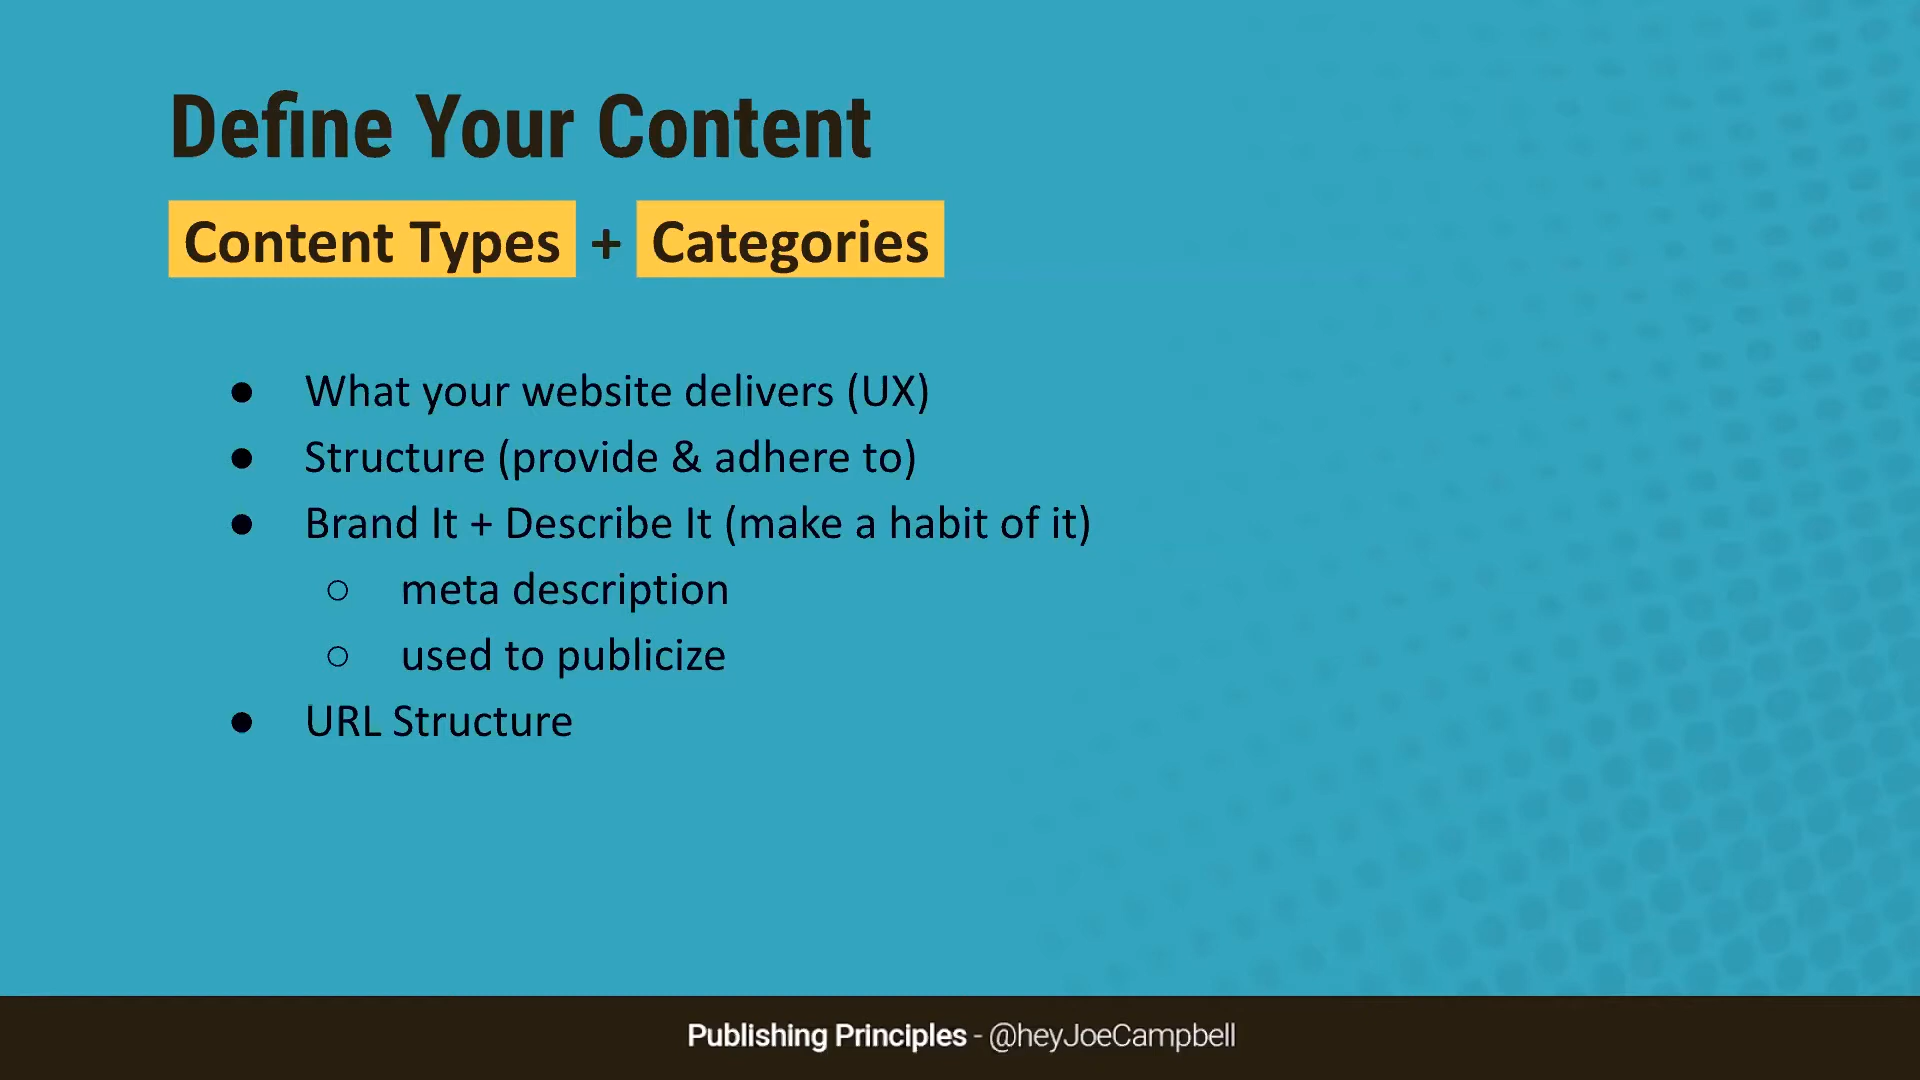 Define Your Content
Content Types + Categories
● What your website delivers (UX)
● Structure (provide & adhere to)
● Brand It + Describe It (make a habit of it)
○ meta description
○ used to publicize
● URL Structure
Publishing Principles - @heyJoeCampbell